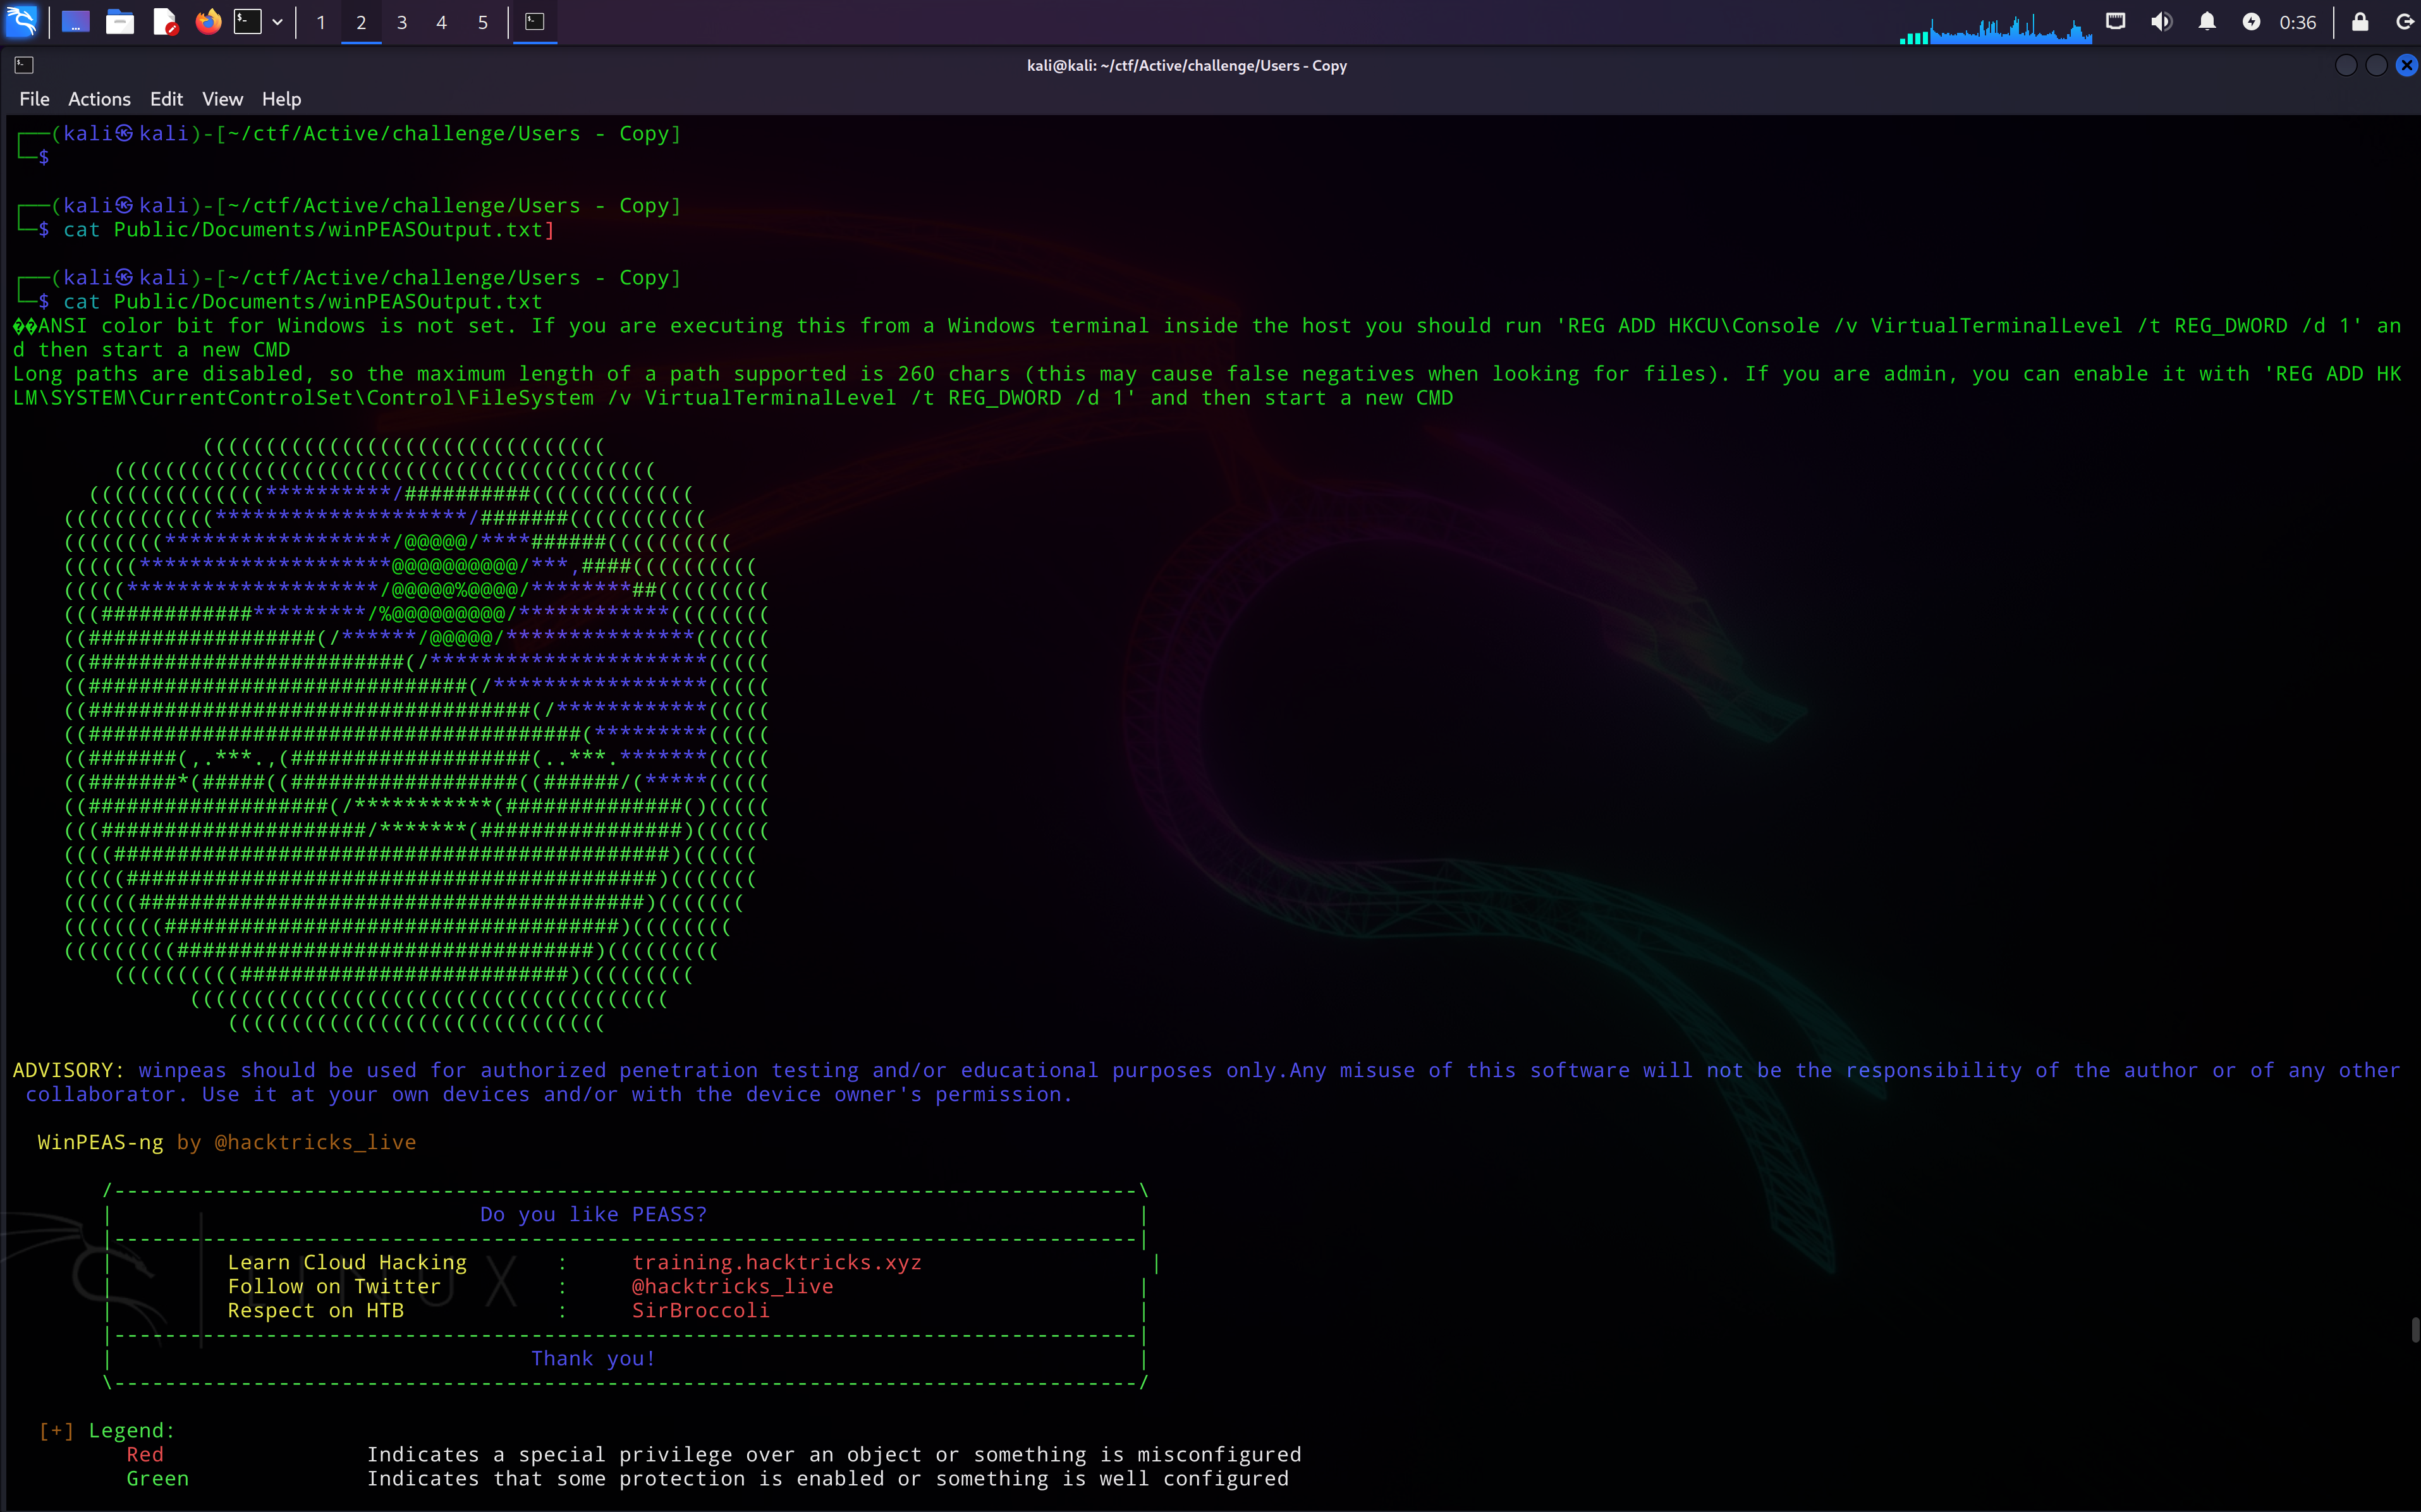 1 2 3 4 5 0:36
kali@kali: ~/ctf/Active/challenge/Users - Copy
File Actions Edit View Help
┌──(kali㉿kali)-[~/ctf/Active/challenge/Users - Copy]
└─$
┌──(kali㉿kali)-[~/ctf/Active/challenge/Users - Copy]
└─$ cat Public/Documents/winPEASOutput.txt]
┌──(kali㉿kali)-[~/ctf/Active/challenge/Users - Copy]
└─$ cat Public/Documents/winPEASOutput.txt
��ANSI color bit for Windows is not set. If you are executing this from a Windows terminal inside the host you should run 'REG ADD HKCU\Console /v VirtualTerminalLevel /t REG_DWORD /d 1' an
d then start a new CMD
Long paths are disabled, so the maximum length of a path supported is 260 chars (this may cause false negatives when looking for files). If you are admin, you can enable it with 'REG ADD HK
LM\SYSTEM\CurrentControlSet\Control\FileSystem /v VirtualTerminalLevel /t REG_DWORD /d 1' and then start a new CMD
ADVISORY: winpeas should be used for authorized penetration testing and/or educational purposes only.Any misuse of this software will not be the responsibility of the author or of any other
collaborator. Use it at your own devices and/or with the device owner's permission.
WinPEAS-ng by @hacktricks_live
Do you like PEASS?
Learn Cloud Hacking : training.hacktricks.xyz
Follow on Twitter : @hacktricks_live
Respect on HTB : SirBroccoli
Thank you!
[+] Legend:
Red Indicates a special privilege over an object or something is misconfigured
Green Indicates that some protection is enabled or something is well configured